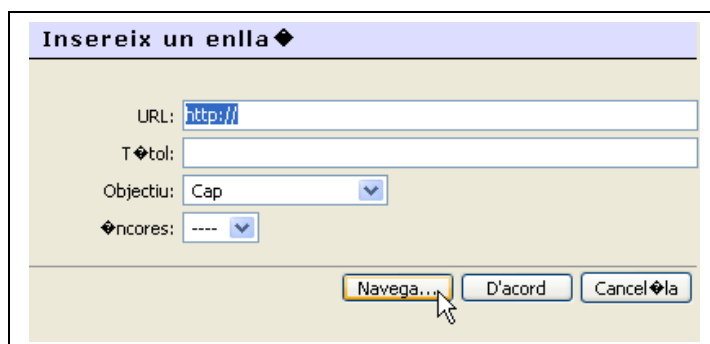 Insereix un enlla�
URL: http://
T�tol:
Objectiu: Cap
�ncores: ----
Navega... D'acord Cancel�la